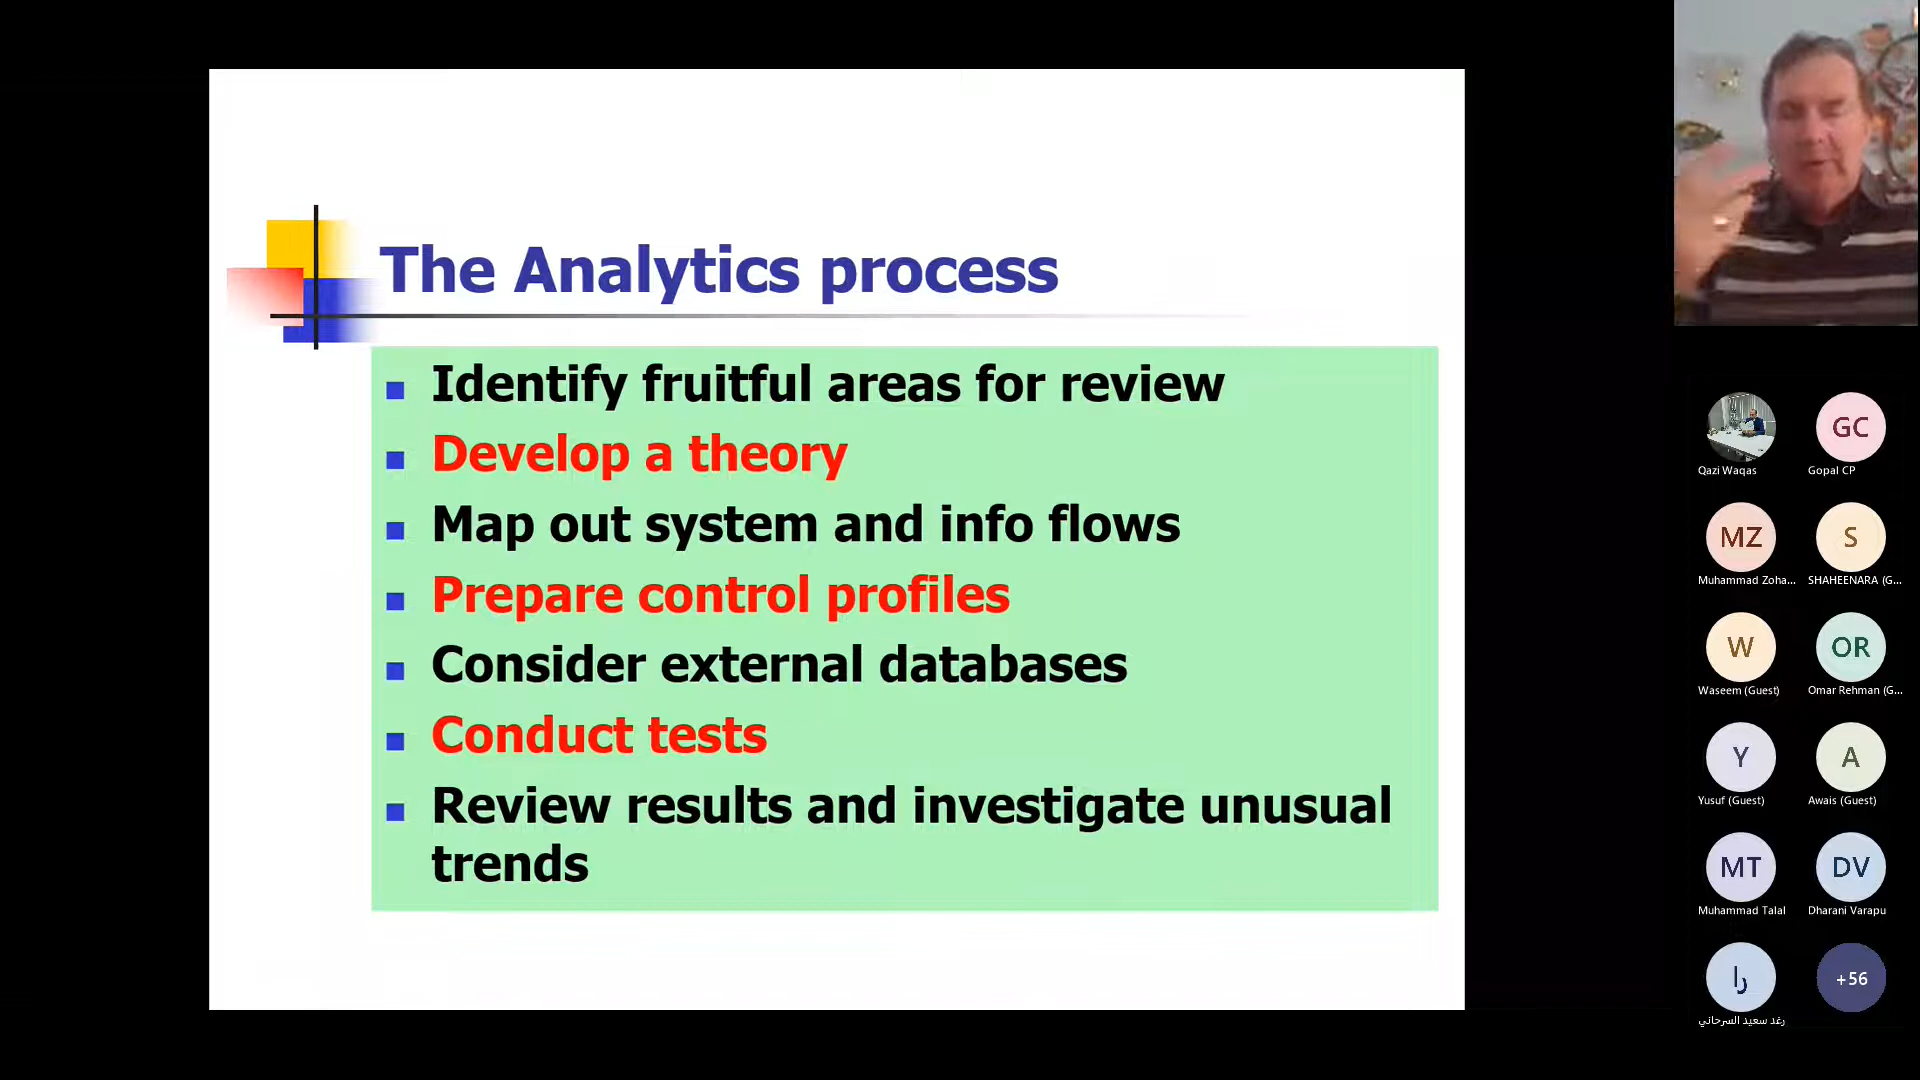 The Analytics process
Identify fruitful areas for review
Develop a theory
Map out system and info flows
Prepare control profiles
Consider external databases
Conduct tests
Review results and investigate unusual
trends
GC
Qazi Waqas
Gopal CP
MZ
S
Muhammad Zoha...
SHAHEENARA (G...
W
OR
Waseem (Guest)
Omar Rehman (G...
Y
A
Yusuf (Guest)
Awais (Guest)
MT
DV
Muhammad Talal
Dharani Varapu
را
+56
رغد سعيد السرحاني